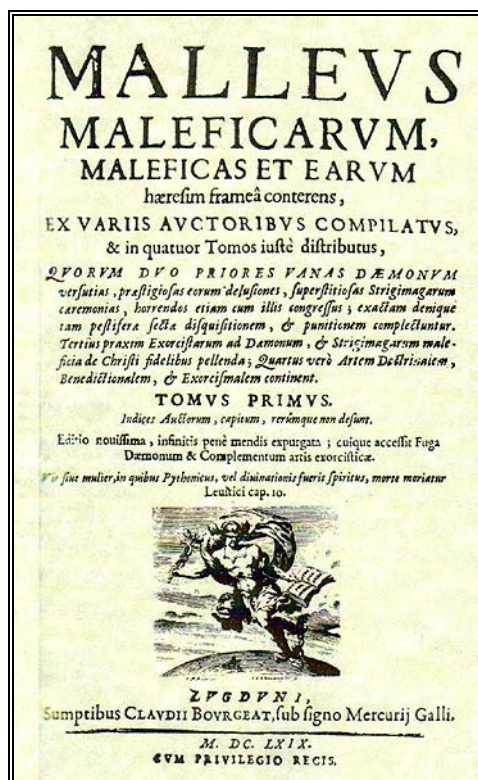 MALLEVS
MALEFICARVM,
MALEFICAS ET EARVM
hæresim frameâ conterens,
EX VARIIS AVCTORIBVS COMPILATVS,
& in quatuor Tomos iustè distributus,
QVORVM DVO PRIORES VANAS DÆMONVM
versutias, præstigiosas eorum delusiones, superstitiosas Strigimagarum
cæremonias, horrendos etiam cum illis congressus; exactam denique
tam pestiferæ sectæ disquisitionem, & punitionem complectuntur.
Tertius praxim Exorcistarum ad Dæmonum, & Strigimagarum male-
ficia de Christi fidelibus pellenda; Quartus verò Artem Doctrinalem,
Benedictionalem, & Exorcismalem continent.
TOMVS PRIMVS.
Indices Auctorum, capitum, rerúmque non desunt.
Editio nouissima, infinitis penè mendis expurgata; cuique accessit Fuga
Dæmonum & Complementum artis exorcisticæ.
Vir siue mulier, in quibus Pythonicus, vel diuinationis fuerit spiritus, morte moriatur
Leuitici cap. 10.
LVGDVNI,
Sumptibus CLAVDII BOVRGEAT, sub signo Mercurij Galli.
M. DC. LXIX.
CVM PRIVILEGIO REGIS.